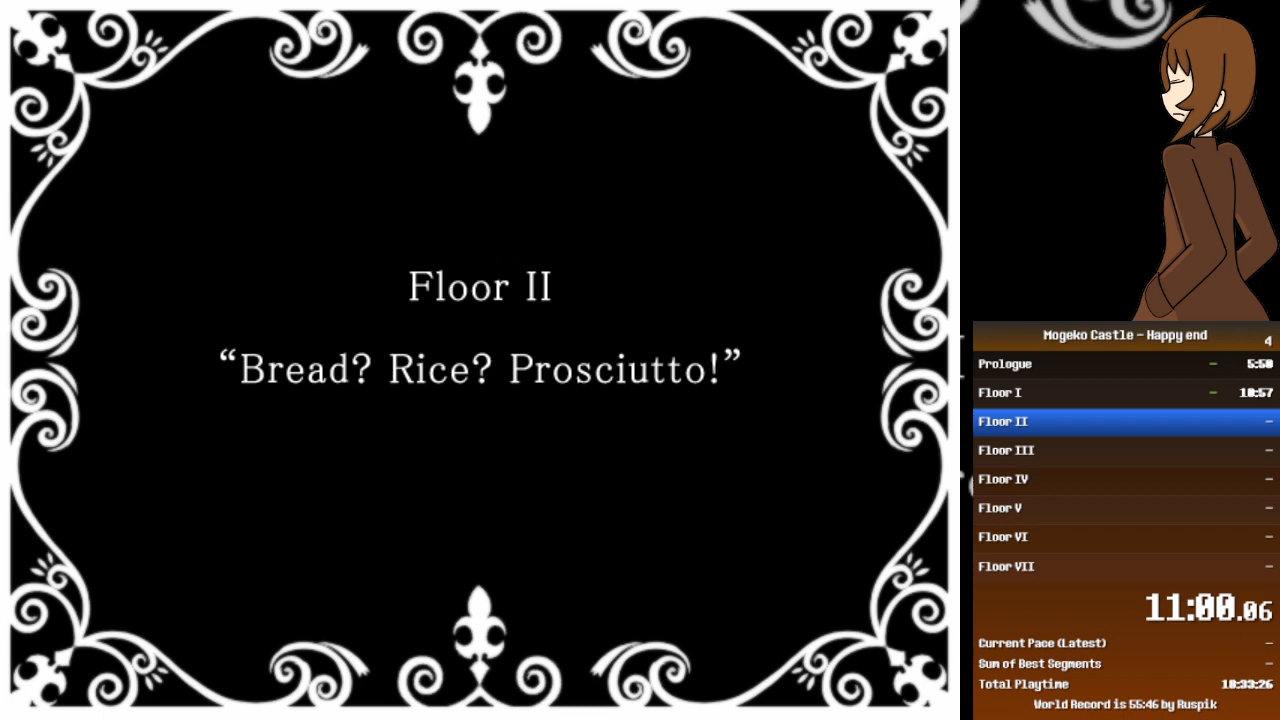 Floor II
“Bread? Rice? Prosciutto!”
Mogeko Castle - Happy end
4
Prologue - 5:50
Floor I - 10:57
Floor II -
Floor III -
Floor IV -
Floor V -
Floor VI -
Floor VII -
11:00.06
Current Pace (Latest) -
Sum of Best Segments -
Total Playtime 10:33:26
World Record is 55:46 by Ruspik